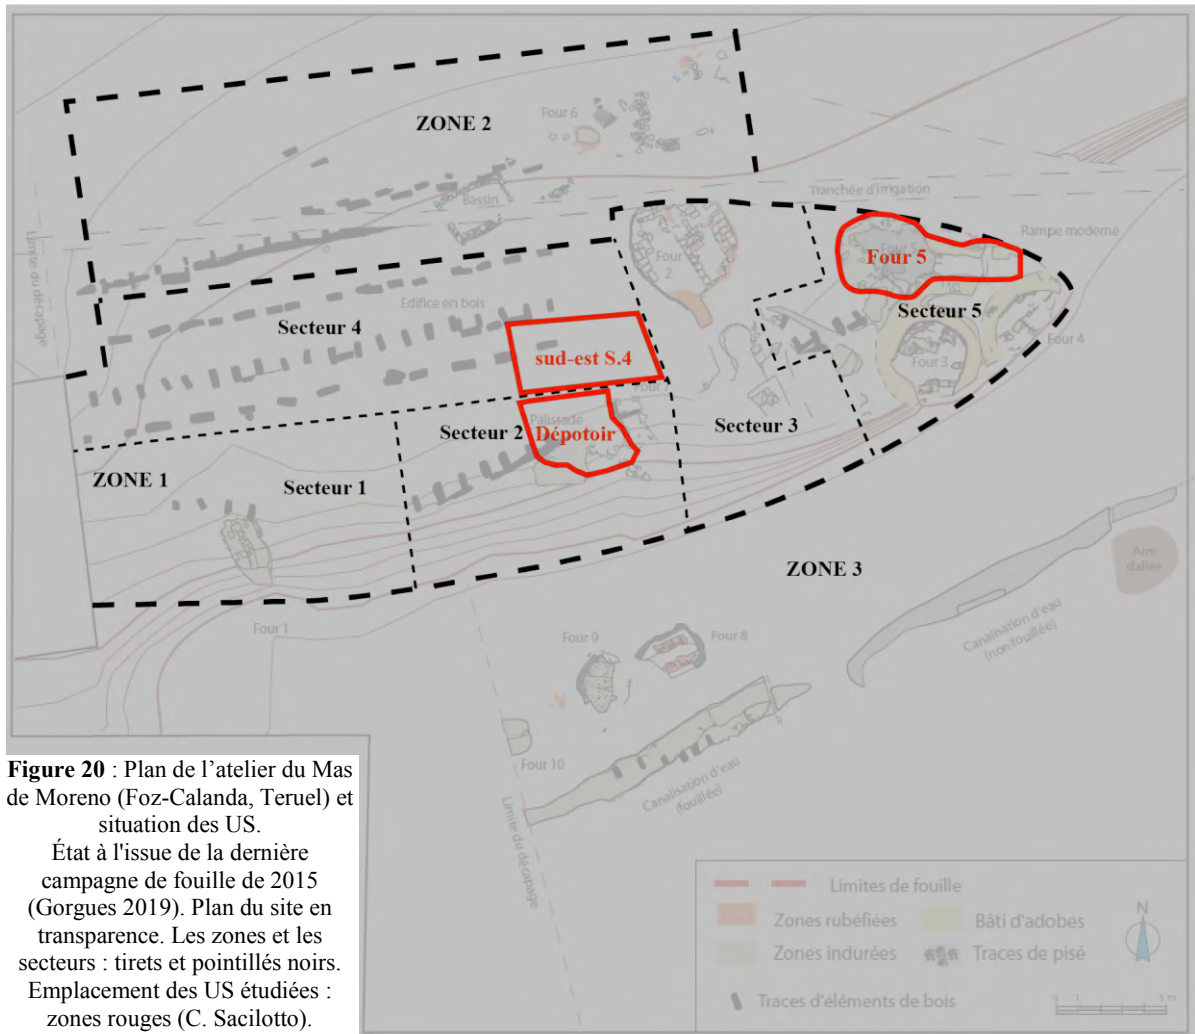 ZONE 2
Four 6
Bassin
Tranchée d'irrigation
Limite du décapage
Four 2
Four 5
Rampe moderne
Edifice en bois
Secteur 4
Secteur 5
sud-est S.4
Four 4
Four 3
Palissade
Secteur 2
Dépotoir
Secteur 3
ZONE 1
Secteur 1
ZONE 3
Aire dallée
Canalisation d'eau
(non fouillée)
Four 1
Four 9
Four 8
Four 10
Canalisation d'eau
(fouillée)
Limite du décapage
Figure 20 : Plan de l'atelier du Mas
de Moreno (Foz-Calanda, Teruel) et
situation des US.
État à l'issue de la dernière
campagne de fouille de 2015
(Gorgues 2019). Plan du site en
transparence. Les zones et les
secteurs : tirets et pointillés noirs.
Emplacement des US étudiées :
zones rouges (C. Sacilotto).
Limites de fouille
Zones rubéfiées
Bâti d'adobes
Zones indurées
Traces de pisé
Traces d'éléments de bois
N
0 1 5 m